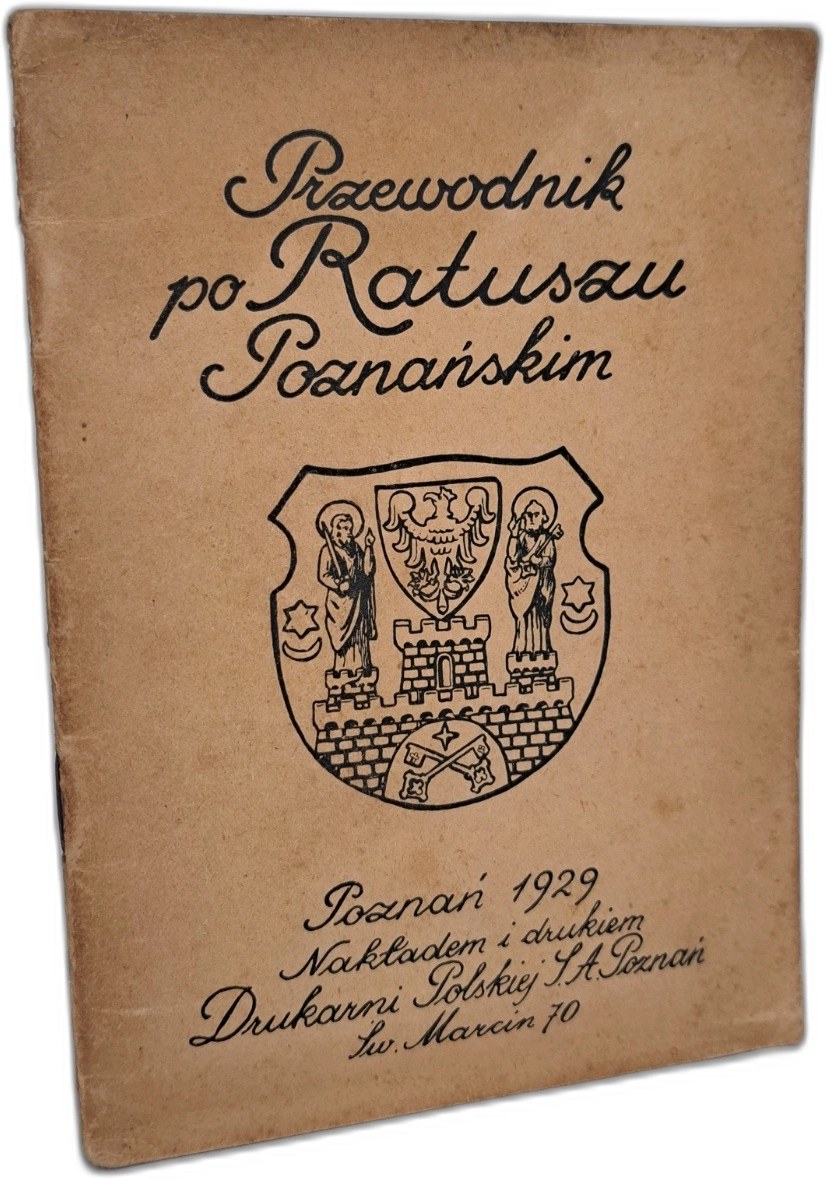 Przewodnik
po Ratuszu
Poznańskim
Poznań 1929
Nakładem i drukiem
Drukarni Polskiej S.A. Poznań
Św. Marcin 70